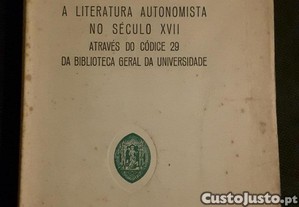 A LITERATURA AUTONOMISTA
NO SÉCULO XVII
ATRAVÉS DO CÓDICE 29
DA BIBLIOTECA GERAL DA UNIVERSIDADE
CustoJusto.pt